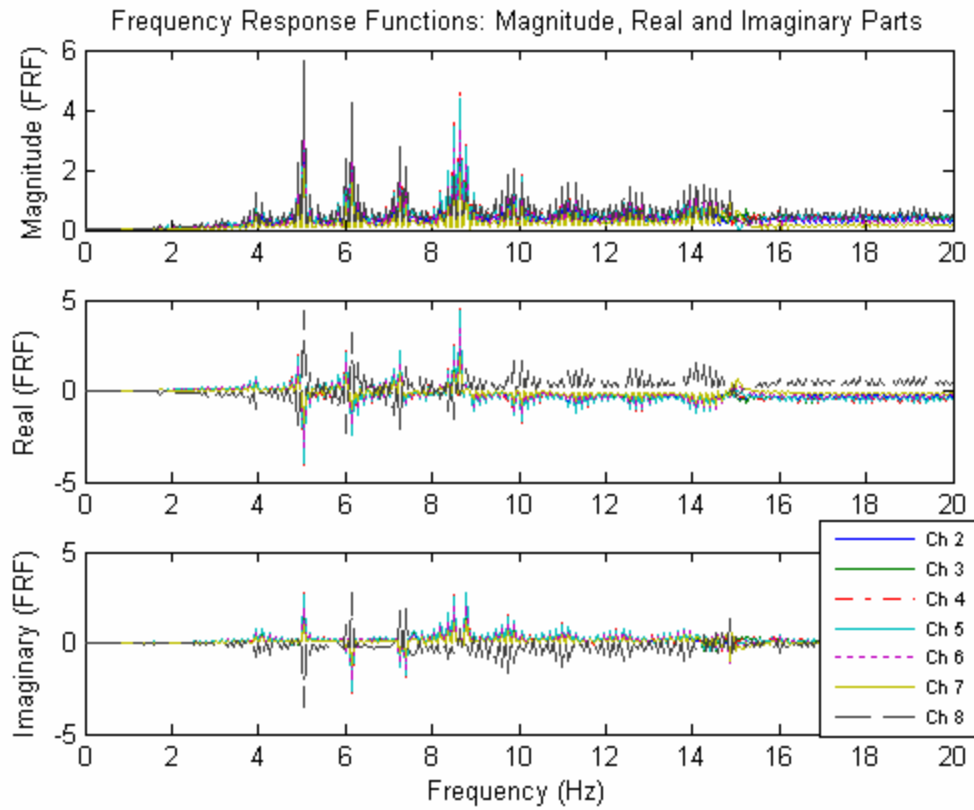 Frequency Response Functions: Magnitude, Real and Imaginary Parts
Magnitude (FRF)
6
4
2
0
0 2 4 6 8 10 12 14 16 18 20
Real (FRF)
5
0
-5
0 2 4 6 8 10 12 14 16 18 20
Imaginary (FRF)
5
0
-5
0 2 4 6 8 10 12 14 16 18 20
Ch 2
Ch 3
Ch 4
Ch 5
Ch 6
Ch 7
Ch 8
Frequency (Hz)